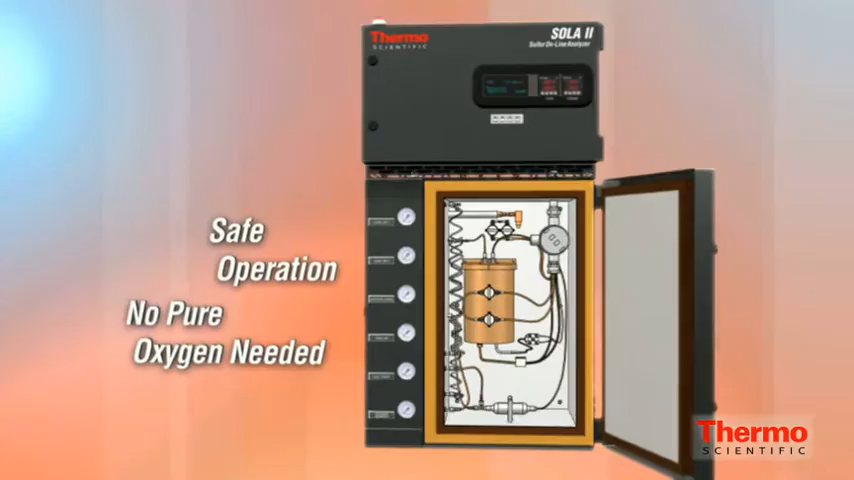 Thermo
SCIENTIFIC
SOLA II
Sulfur On-Line Analyzer
Safe
Operation
No Pure
Oxygen Needed
Thermo
SCIENTIFIC